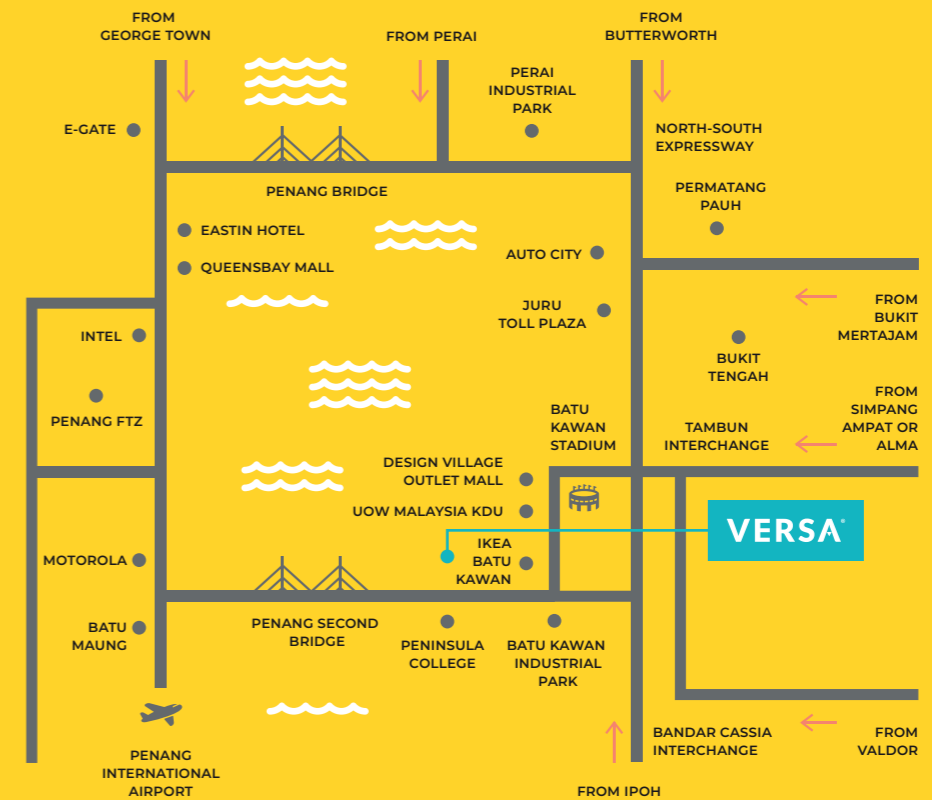 FROM
GEORGE TOWN
FROM PERAI
FROM
BUTTERWORTH
PERAI
INDUSTRIAL
PARK
E-GATE
NORTH-SOUTH
EXPRESSWAY
PENANG BRIDGE
PERMATANG
PAUH
EASTIN HOTEL
AUTO CITY
QUEENSBAY MALL
JURU
TOLL PLAZA
FROM
BUKIT
MERTAJAM
INTEL
BUKIT
TENGAH
PENANG FTZ
FROM
SIMPANG
AMPAT OR
ALMA
BATU
KAWAN
STADIUM
TAMBUN
INTERCHANGE
DESIGN VILLAGE
OUTLET MALL
UOW MALAYSIA KDU
VERSA®
IKEA
BATU
KAWAN
MOTOROLA
BATU
MAUNG
PENANG SECOND
BRIDGE
PENINSULA
COLLEGE
BATU KAWAN
INDUSTRIAL
PARK
BANDAR CASSIA
INTERCHANGE
FROM
VALDOR
PENANG
INTERNATIONAL
AIRPORT
FROM IPOH